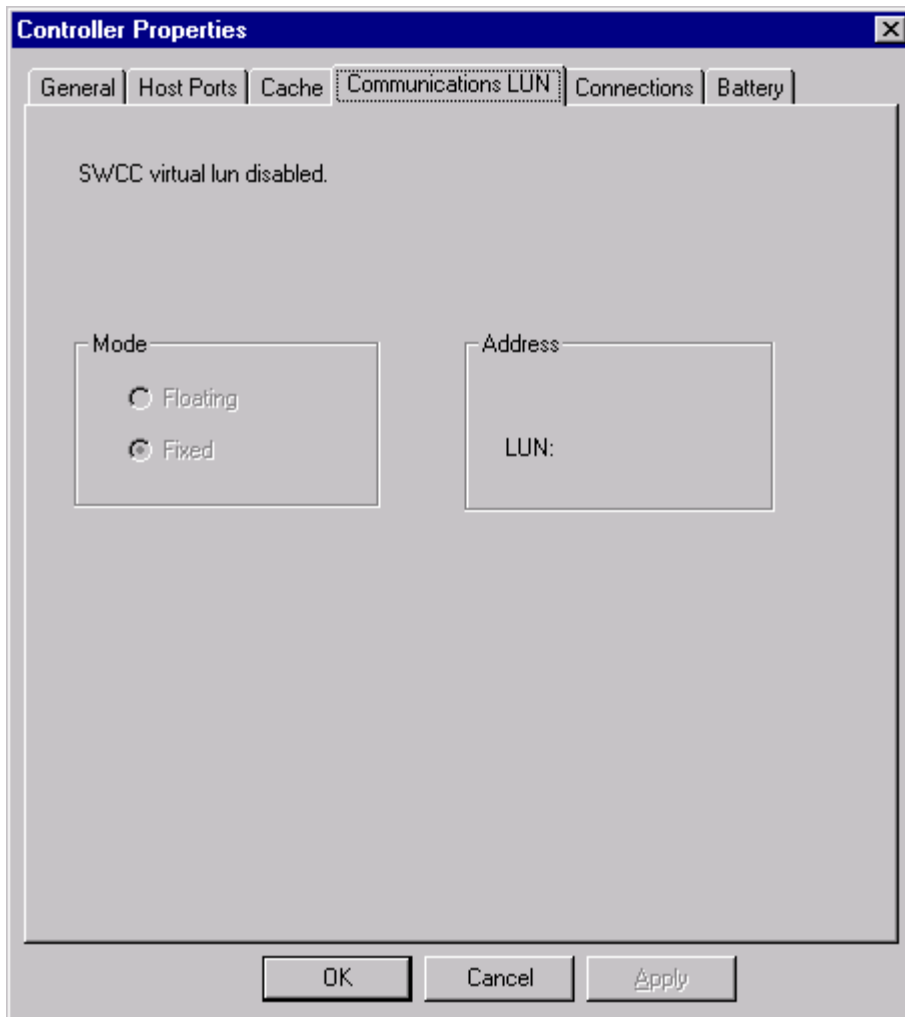 Controller Properties
General Host Ports Cache Communications LUN Connections Battery
SWCC virtual lun disabled.
Mode Address
Floating
Fixed LUN:
OK Cancel Apply